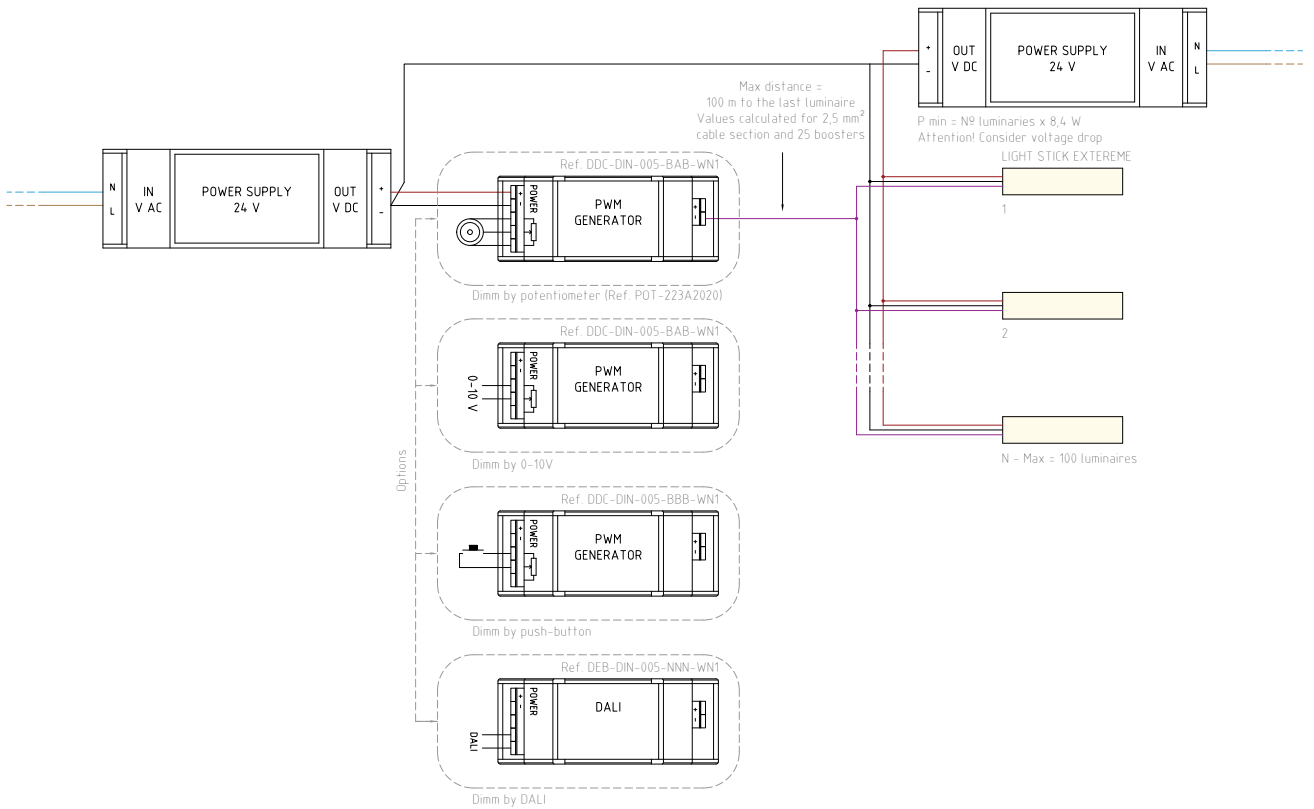 +
-
OUT
V DC
POWER SUPPLY
24 V
IN
V AC
N
L
P min = Nº luminaries x 8,4 W
Attention! Consider voltage drop
LIGHT STICK EXTEREME
1
2
N - Max = 100 luminaires
Max distance =
100 m to the last luminaire
Values calculated for 2,5 mm²
cable section and 25 boosters
N
L
IN
V AC
POWER SUPPLY
24 V
OUT
V DC
+
-
Ref. DDC-DIN-005-BAB-WN1
+
-
POWER
PWM
GENERATOR
+
-
Dimm by potentiometer (Ref. POT-223A2020)
Ref. DDC-DIN-005-BAB-WN1
0-10 V
+
-
POWER
PWM
GENERATOR
+
-
Dimm by 0-10V
Options
Ref. DDC-DIN-005-BBB-WN1
+
-
POWER
PWM
GENERATOR
+
-
Dimm by push-button
Ref. DEB-DIN-005-NNN-WN1
DALI
+
-
POWER
DALI
+
-
Dimm by DALI